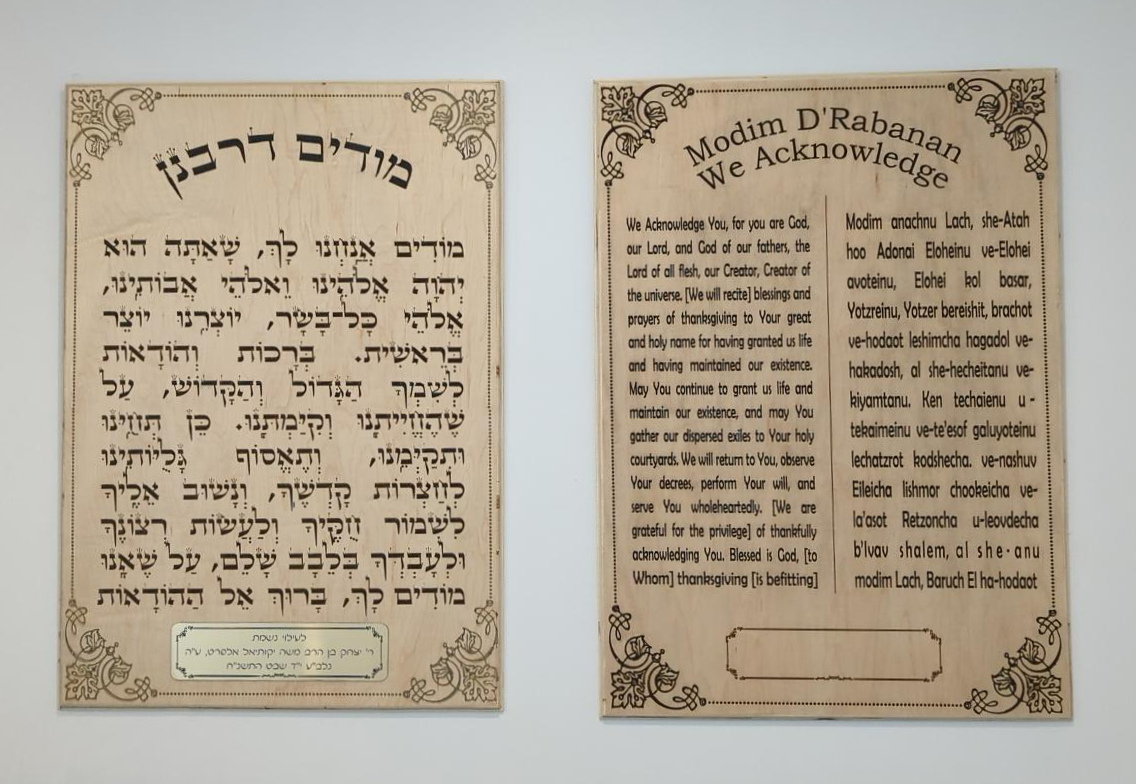 מודים דרבנן
מוֹדִים אֲנַחְנוּ לָךְ, שָׁאַתָּה הוּא
יְהֹוָה אֱלֹהֵינוּ וֵאלֹהֵי אֲבוֹתֵינוּ,
אֱלֹהֵי כָל־בָּשָׂר, יוֹצְרֵנוּ יוֹצֵר
בְּרֵאשִׁית. בְּרָכוֹת וְהוֹדָאוֹת
לְשִׁמְךָ הַגָּדוֹל וְהַקָּדוֹשׁ, עַל
שֶׁהֶחֱיִיתָנוּ וְקִיַּמְתָּנוּ. כֵּן תְּחַיֵּנוּ
וּתְקַיְּמֵנוּ, וְתֶאֱסוֹף גָּלֻיּוֹתֵינוּ
לְחַצְרוֹת קָדְשֶׁךָ, וְנָשׁוּב אֵלֶיךָ
לִשְׁמוֹר חֻקֶּיךָ וְלַעֲשׂוֹת רְצוֹנֶךָ
וּלְעָבְדְךָ בְּלֵבָב שָׁלֵם, עַל שֶׁאָנוּ
מוֹדִים לָךְ, בָּרוּךְ אֵל הַהוֹדָאוֹת
לעילוי נשמת
ר' יצחק בן הרב משה יקותיאל אלפרט, ע"ה
נלב"ע י"ד שבט התשנ"ח
Modim D'Rabanan
We Acknowledge
We Acknowledge You, for you are God,
our Lord, and God of our fathers, the
Lord of all flesh, our Creator, Creator of
the universe. [We will recite] blessings and
prayers of thanksgiving to Your great
and holy name for having granted us life
and having maintained our existence.
May You continue to grant us life and
maintain our existence, and may You
gather our dispersed exiles to Your holy
courtyards. We will return to You, observe
Your decrees, perform Your will, and
serve You wholeheartedly. [We are
grateful for the privilege] of thankfully
acknowledging You. Blessed is God, [to
Whom] thanksgiving [is befitting]
Modim anachnu Lach, she-Atah
hoo Adonai Eloheinu ve-Elohei
avoteinu, Elohei kol basar,
Yotzreinu, Yotzer bereishit, brachot
ve-hodaot leshimcha hagadol ve-
hakadosh, al she-hecheitanu ve-
kiyamtanu. Ken techaienu u -
tekaimeinu ve-te'esof galuyoteinu
lechatzrot kodshecha. ve-nashuv
Eileicha lishmor chookeicha ve-
la'asot Retzoncha u-leovdecha
b'lvav shalem, al she-anu
modim Lach, Baruch El ha-hodaot